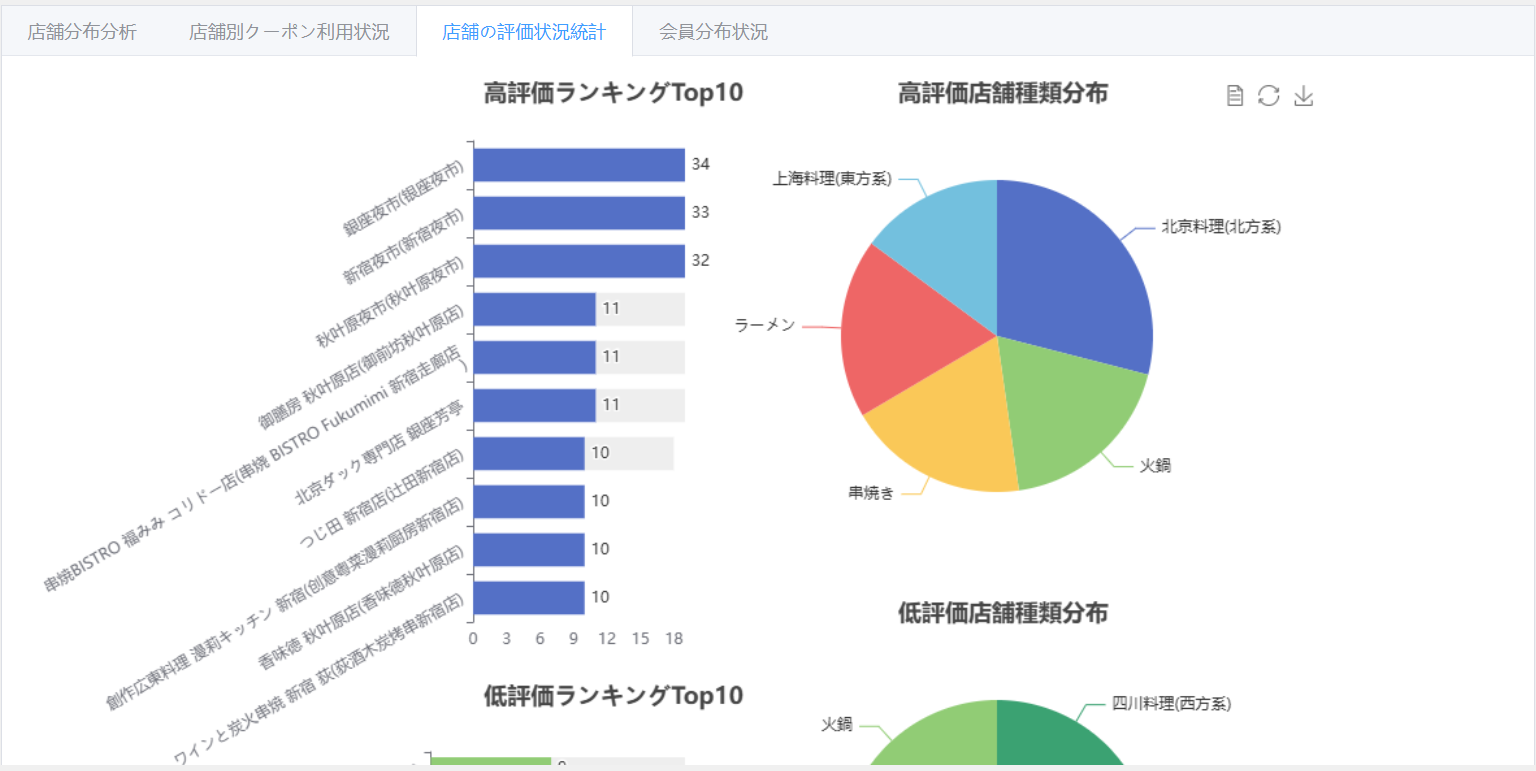 店舗分布分析
店舗別クーポン利用状況
店舗の評価状況統計
会員分布状況
高評価ランキングTop10
銀座夜市(銀座夜市)
34
新宿夜市(新宿夜市)
33
秋叶原夜市(秋叶原夜市)
32
御膳房 秋叶原店(御前坊秋叶原店)
11
串焼BISTRO 福みみ コリドー店(串烧 BISTRO Fukumimi 新宿走廊店
)
11
北京ダック専門店 銀座芳亭
11
つじ田 新宿店(辻田新宿店)
10
創作広東料理 漫莉キッチン 新宿(创意粤菜漫莉厨房新宿店)
10
香味徳 秋叶原店(香味徳秋叶原店)
10
ワインと炭火串焼 新宿 荻(荻酒木炭烤串新宿店)
10
0 3 6 9 12 15 18
高評価店舗種類分布
上海料理(東方系)
北京料理(北方系)
ラーメン
串焼き
火鍋
低評価ランキングTop10
低評価店舗種類分布
火鍋
四川料理(西方系)